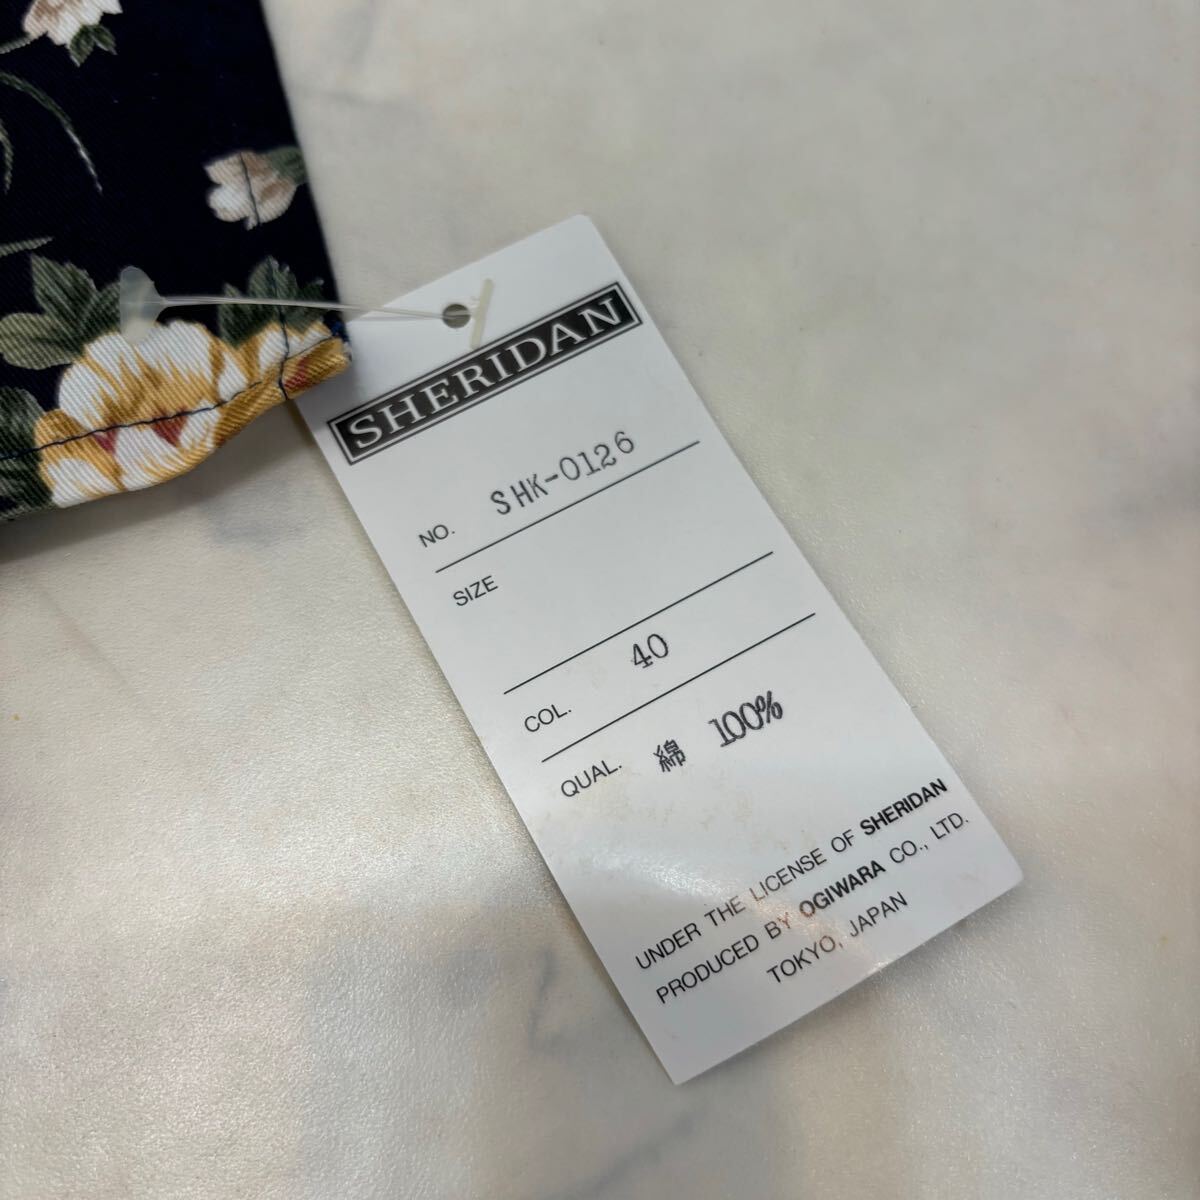 SHERIDAN
NO. SHK-0126
SIZE
COL. 40
QUAL. 綿 100%
UNDER THE LICENSE OF SHERIDAN
PRODUCED BY OGIWARA CO., LTD.
TOKYO, JAPAN